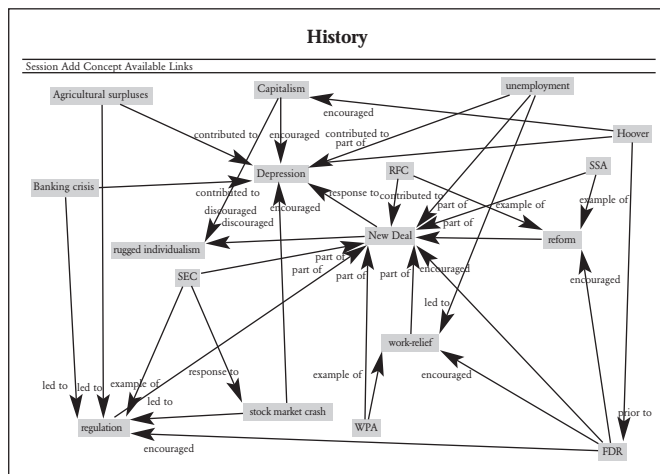 History
Session Add Concept Available Links
Agricultural surpluses
Capitalism
unemployment
encouraged
Hoover
contributed to
encouraged
contributed to
part of
Depression
RFC
SSA
Banking crisis
contributed to
encouraged
response to
contributed to
part of
example of
example of
discouraged
discouraged
part of
rugged individualism
New Deal
reform
SEC
part of
part of
part of
part of
encouraged
encouraged
led to
work-relief
led to
led to
example of
response to
example of
encouraged
stock market crash
led to
regulation
WPA
prior to
encouraged
FDR